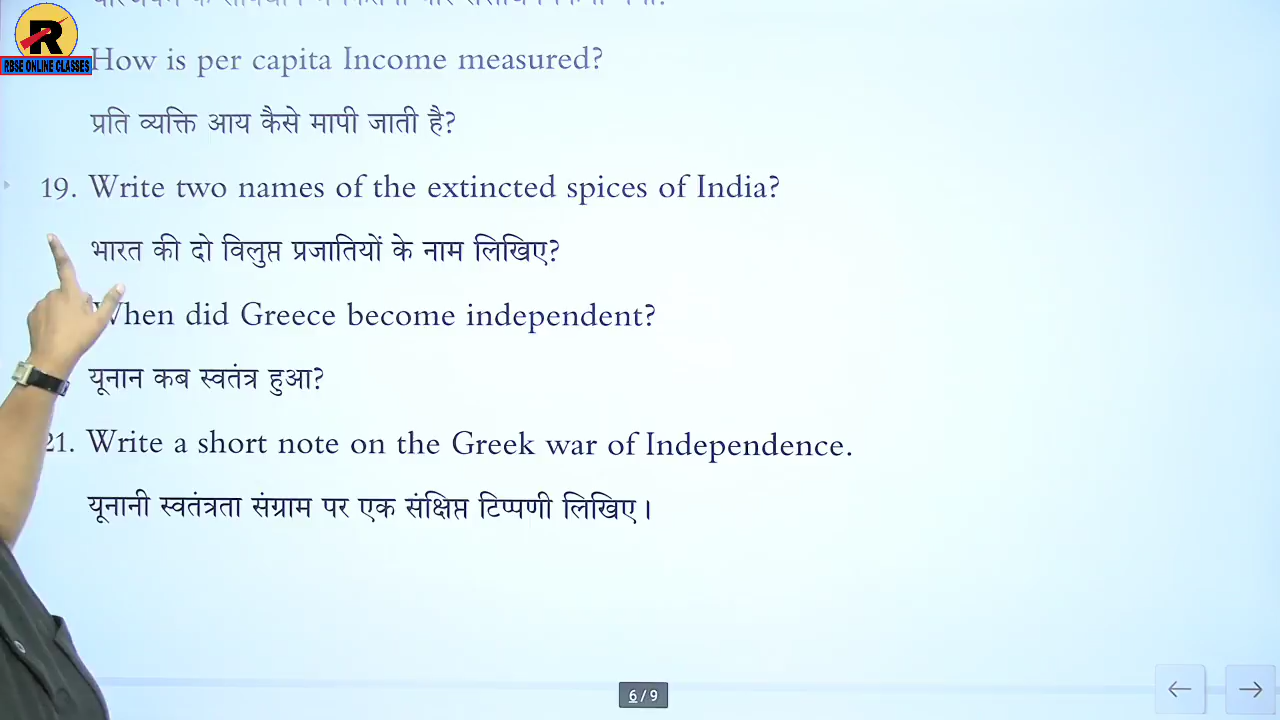 R
RBSE ONLINE CLASSES
How is per capita Income measured?
प्रति व्यक्ति आय कैसे मापी जाती है?
19. Write two names of the extincted spices of India?
भारत की दो विलुप्त प्रजातियों के नाम लिखिए?
When did Greece become independent?
यूनान कब स्वतंत्र हुआ?
21. Write a short note on the Greek war of Independence.
यूनानी स्वतंत्रता संग्राम पर एक संक्षिप्त टिप्पणी लिखिए।
6/9